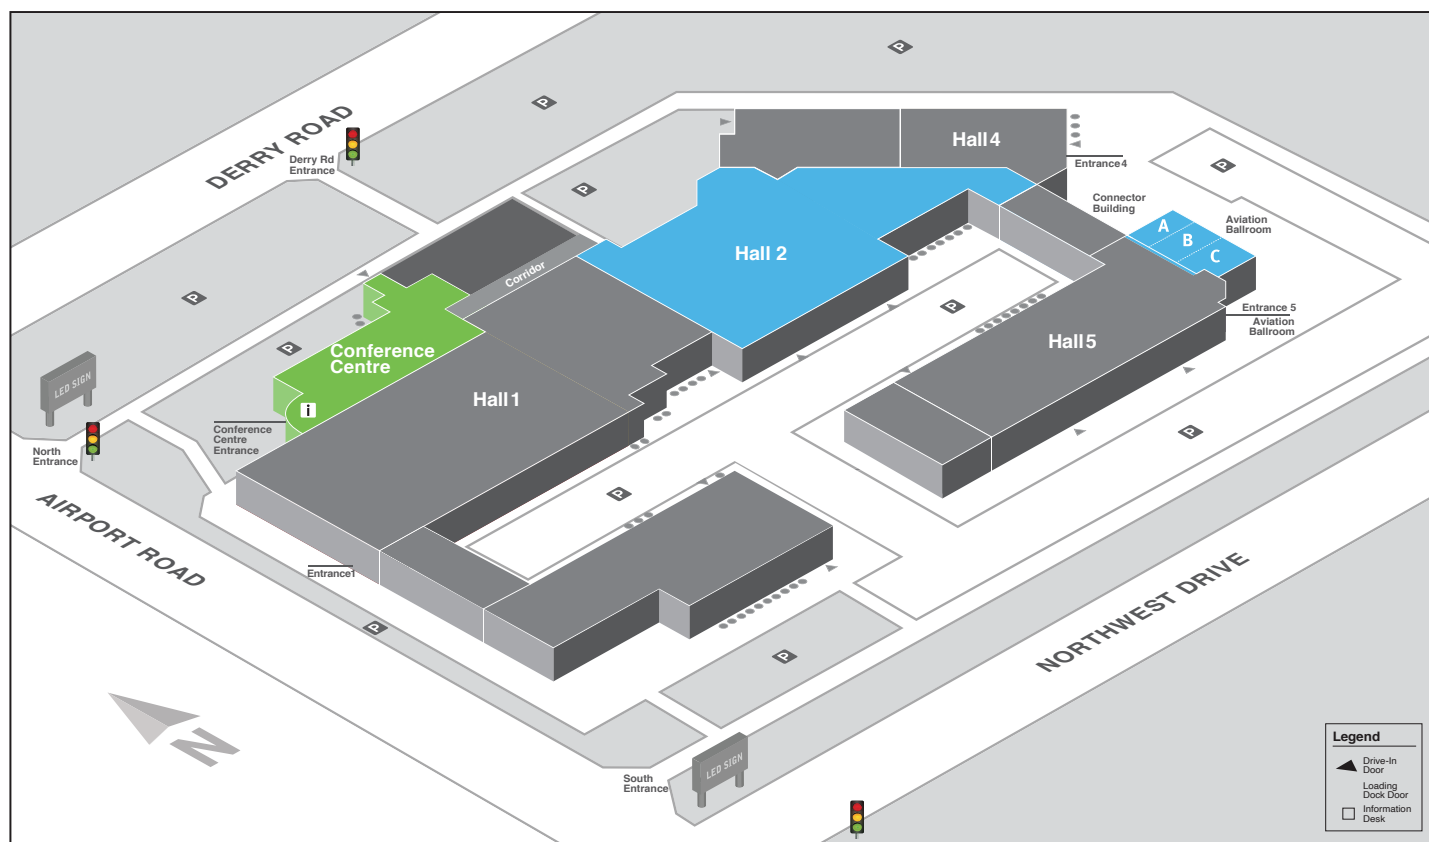 P
P
DERRY ROAD
Derry Rd
Entrance
Hall 4
Entrance 4
P
P
Connector
Building
A
B
C
Aviation
Ballroom
Hall 2
Corridor
P
P
Entrance 5
Aviation
Ballroom
P
Conference
Centre
Hall 5
LED SIGN
i
Hall 1
Conference
Centre
Entrance
P
North
Entrance
P
AIRPORT ROAD
Entrance1
P
P
NORTHWEST DRIVE
N
LED SIGN
South
Entrance
Legend
Drive-In
Door
Loading
Dock Door
Information
Desk